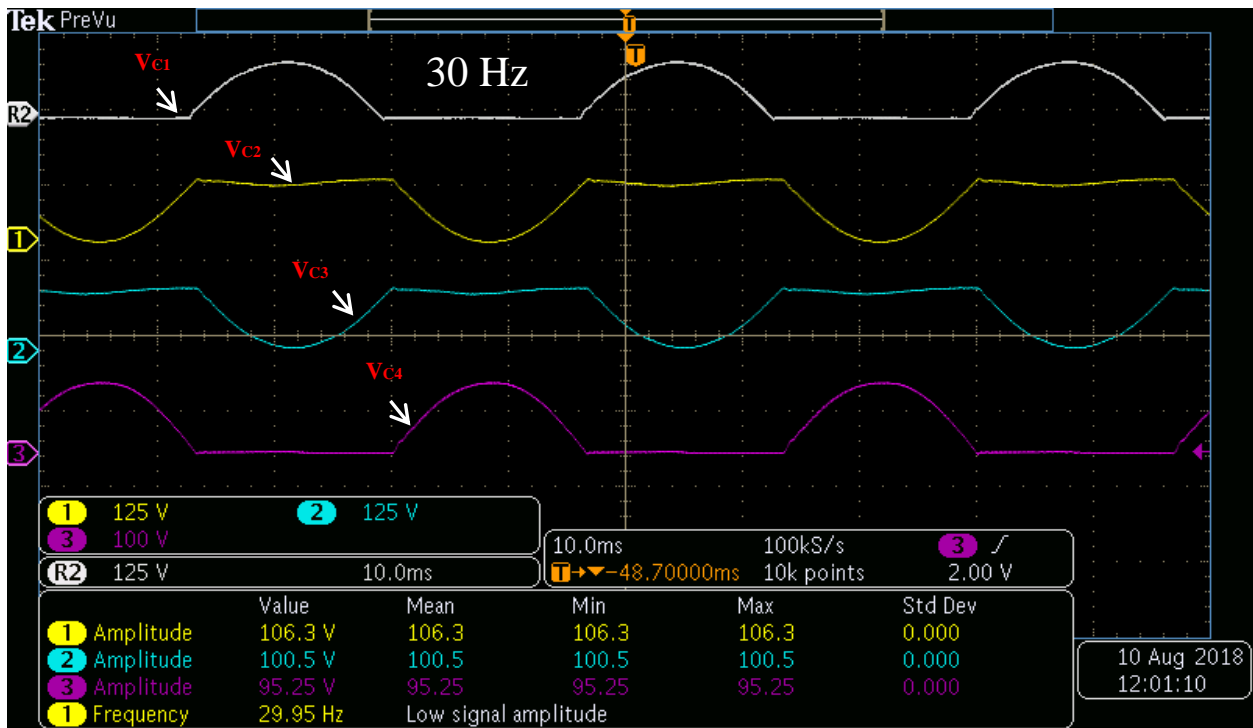 Tek PreVu
T
T
30 Hz
VC1
R2
VC2
1
VC3
2
VC4
3
1 125 V 2 125 V
3 100 V
R2 125 V 10.0ms
10.0ms 100kS/s 3
T→▼−48.70000ms 10k points 2.00 V
Value Mean Min Max Std Dev
1 Amplitude 106.3 V 106.3 106.3 106.3 0.000
2 Amplitude 100.5 V 100.5 100.5 100.5 0.000
3 Amplitude 95.25 V 95.25 95.25 95.25 0.000
1 Frequency 29.95 Hz Low signal amplitude
10 Aug 2018
12:01:10